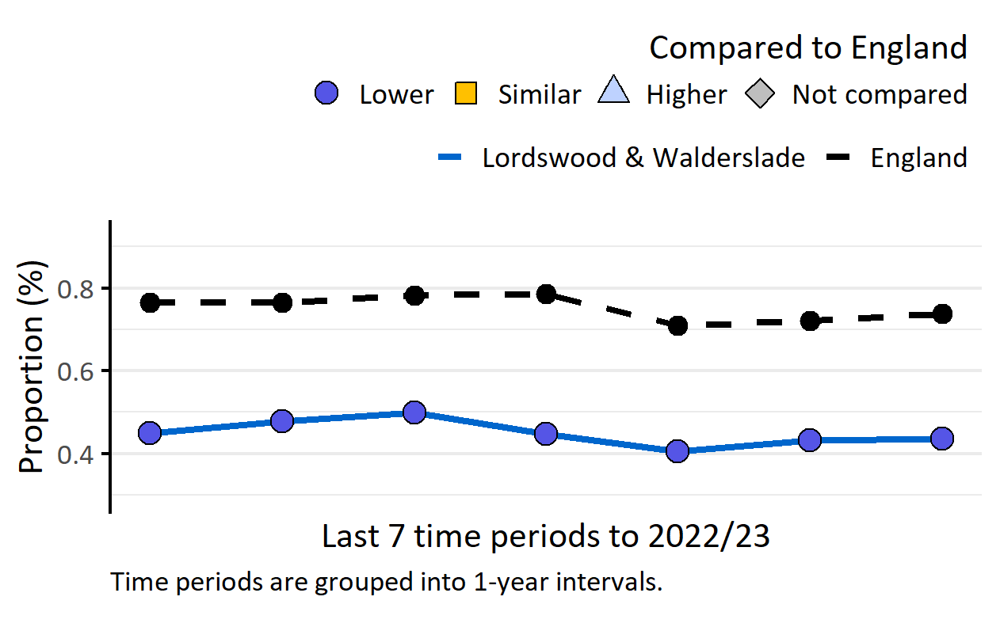 Compared to England
Lower Similar Higher Not compared
Lordswood & Walderslade England
Proportion (%)
0.8
0.6
0.4
Last 7 time periods to 2022/23
Time periods are grouped into 1-year intervals.